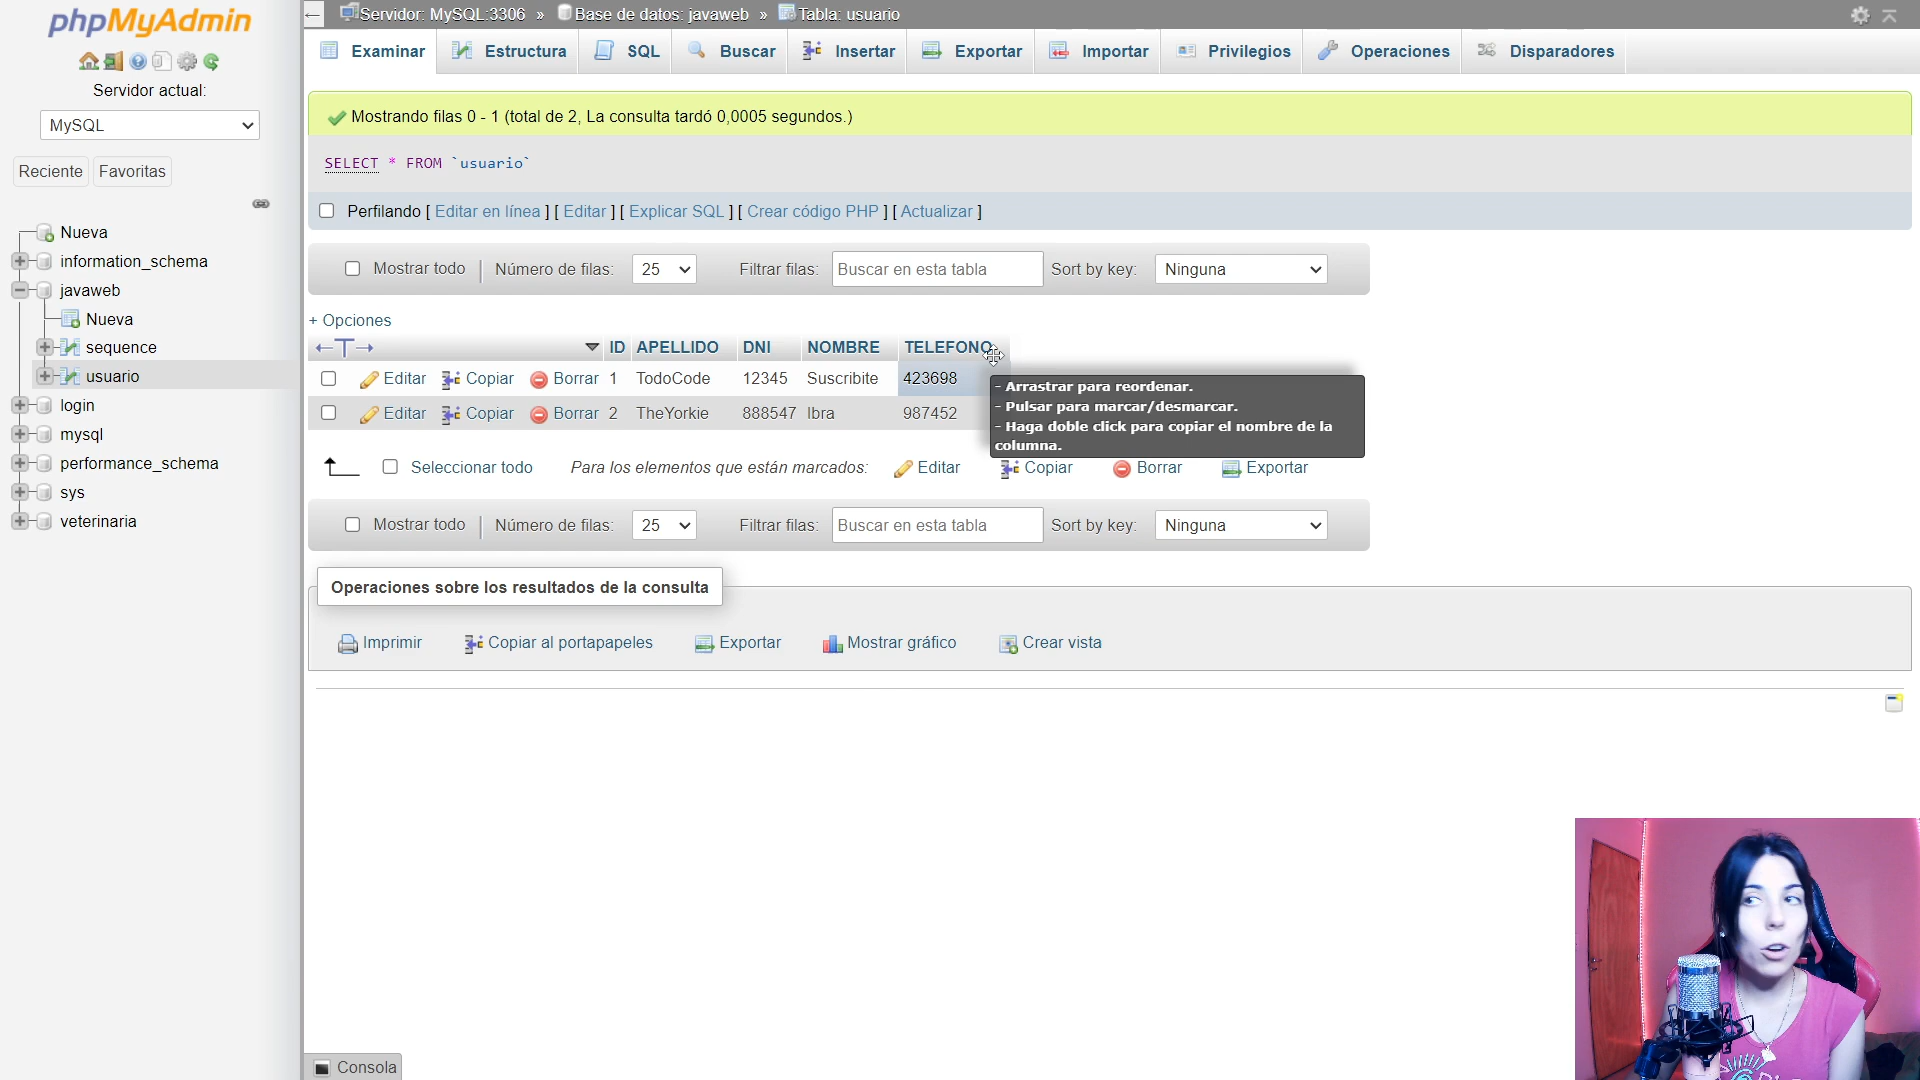 phpMyAdmin
Servidor actual:
MySQL
Reciente Favoritas
Nueva
information_schema
javaweb
Nueva
sequence
usuario
login
mysql
performance_schema
sys
veterinaria
Servidor: MySQL:3306 » Base de datos: javaweb » Tabla: usuario
Examinar Estructura SQL Buscar Insertar Exportar Importar Privilegios Operaciones Disparadores
Mostrando filas 0 - 1 (total de 2, La consulta tardó 0,0005 segundos.)
SELECT * FROM `usuario`
Perfilando [ Editar en línea ] [ Editar ] [ Explicar SQL ] [ Crear código PHP ] [ Actualizar ]
Mostrar todo Número de filas: 25 Filtrar filas: Buscar en esta tabla Sort by key: Ninguna
+ Opciones
←T→ ID APELLIDO DNI NOMBRE TELEFONO
Editar Copiar Borrar 1 TodoCode 12345 Suscribite 423698
Editar Copiar Borrar 2 TheYorkie 888547 Ibra 987452
- Arrastrar para reordenar.
- Pulsar para marcar/desmarcar.
- Haga doble click para copiar el nombre de la
columna.
Seleccionar todo Para los elementos que están marcados: Editar Copiar Borrar Exportar
Mostrar todo Número de filas: 25 Filtrar filas: Buscar en esta tabla Sort by key: Ninguna
Operaciones sobre los resultados de la consulta
Imprimir Copiar al portapapeles Exportar Mostrar gráfico Crear vista
Consola